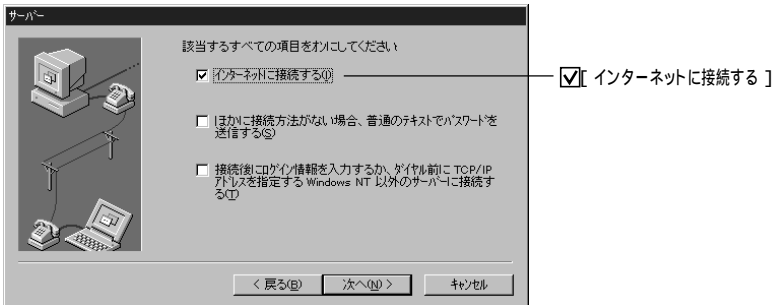 サーバー
該当するすべての項目をオンにしてください
インターネットに接続する(I)
[ インターネットに接続する ]
ほかに接続方法がない場合、普通のテキストでパスワードを
送信する(S)
接続後にログイン情報を入力するか、ダイヤル前に TCP/IP
アドレスを指定する Windows NT 以外のサーバーに接続す
る(T)
< 戻る(B)
次へ(N) >
キャンセル